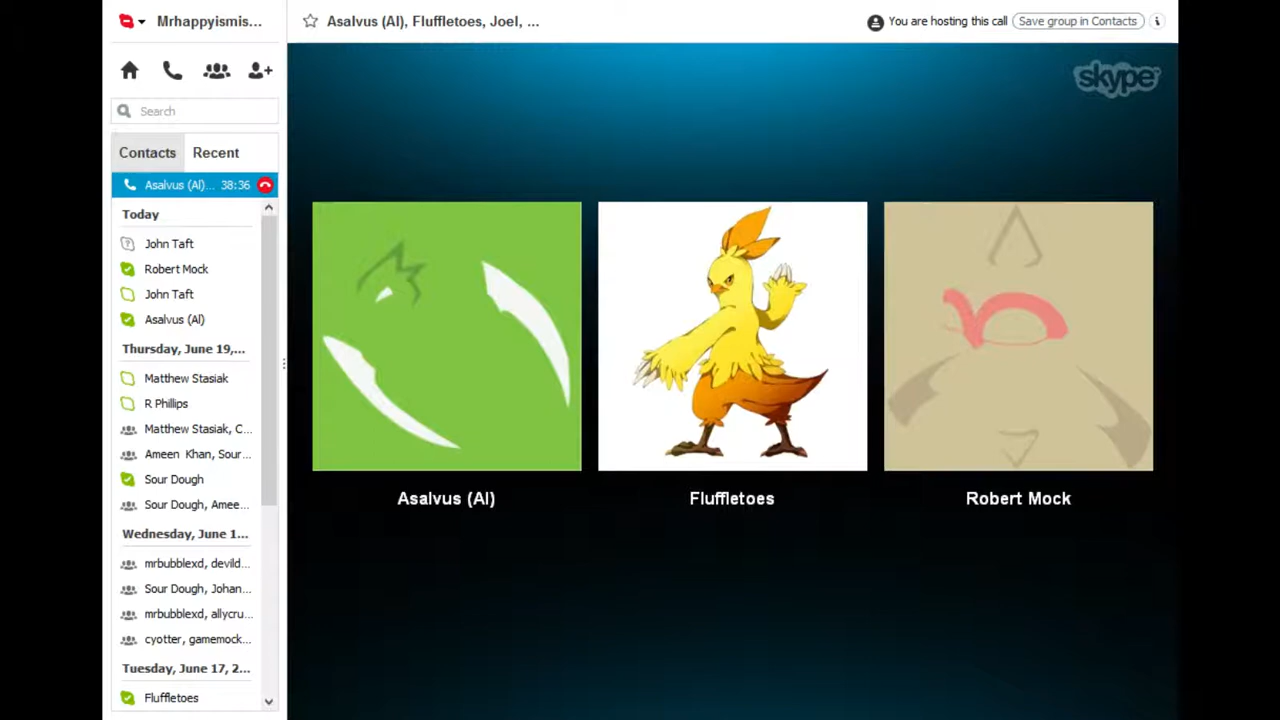 Mrhappyismis...
Asalvus (Al), Fluffletoes, Joel, ...
You are hosting this call
Save group in Contacts
skype
Search
Contacts
Recent
Asalvus (Al)... 38:36
Today
John Taft
Robert Mock
John Taft
Asalvus (Al)
Thursday, June 19,...
Matthew Stasiak
R Phillips
Matthew Stasiak, C...
Ameen Khan, Sour...
Sour Dough
Sour Dough, Amee...
Wednesday, June 1...
mrbubblexd, devild...
Sour Dough, Johan...
mrbubblexd, allycru...
cyotter, gamemock...
Tuesday, June 17, 2...
Fluffletoes
Asalvus (Al)
Fluffletoes
Robert Mock